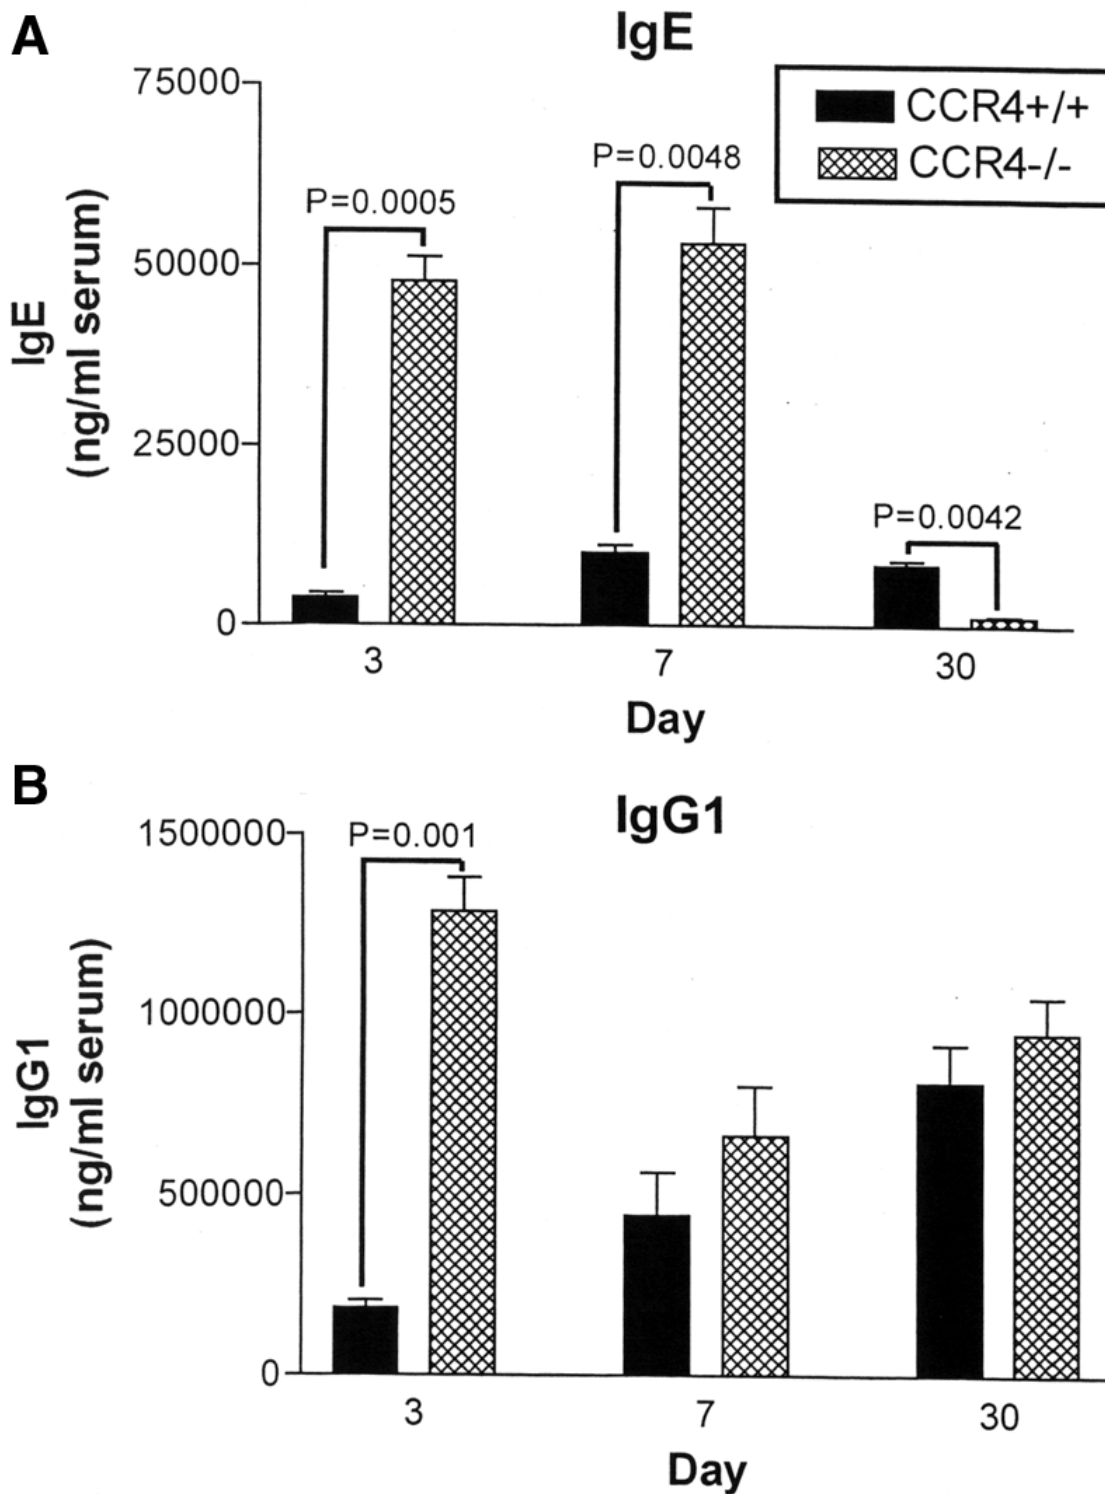 A
IgE
75000
50000
25000
0
IgE
(ng/ml serum)
CCR4+/+
CCR4-/-
P=0.0005
P=0.0048
P=0.0042
3
7
30
Day
B
IgG1
1500000
1000000
500000
0
IgG1
(ng/ml serum)
P=0.001
3
7
30
Day